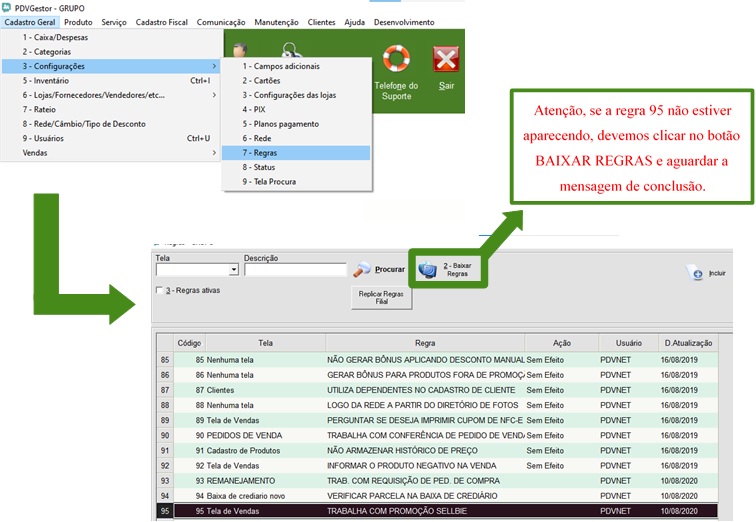 PDVGestor - GRUPO
Cadastro Geral Produto Serviço Cadastro Fiscal Comunicação Manutenção Clientes Ajuda Desenvolvimento
1 - Caixa/Despesas
2 - Categorias
3 - Configurações
5 - Inventário Ctrl+I
6 - Lojas/Fornecedores/Vendedores/etc...
7 - Rateio
8 - Rede/Câmbio/Tipo de Desconto
9 - Usuários Ctrl+U
Vendas
1 - Campos adicionais
2 - Cartões
3 - Configurações das lojas
4 - PIX
5 - Planos pagamento
6 - Rede
7 - Regras
8 - Status
9 - Tela Procura
Telefone do
Suporte
Sair
Atenção, se a regra 95 não estiver
aparecendo, devemos clicar no botão
BAIXAR REGRAS e aguardar a
mensagem de conclusão.
Tela Descrição
Procurar
2 - Baixar
Regras
Incluir
3 - Regras ativas
Replicar Regras
Filial
Código Tela Regra Ação Usuário D.Atualização
85 85 Nenhuma tela NÃO GERAR BÔNUS APLICANDO DESCONTO MANUAL Sem Efeito PDVNET 16/08/2019
86 86 Nenhuma tela GERAR BÔNUS PARA PRODUTOS FORA DE PROMOÇ Sem Efeito PDVNET 16/08/2019
87 87 Clientes UTILIZA DEPENDENTES NO CADASTRO DE CLIENTE Sem Efeito PDVNET 16/08/2019
88 88 Nenhuma tela LOGO DA REDE A PARTIR DO DIRETÓRIO DE FOTOS Sem Efeito PDVNET 16/08/2019
89 89 Tela de Vendas PERGUNTAR SE DESEJA IMPRIMIR CUPOM DE NFC-E Sem Efeito PDVNET 16/08/2019
90 90 PEDIDOS DE VENDA TRABALHA COM CONFERÊNCIA DE PEDIDO DE VENDA Sem Efeito PDVNET 16/08/2019
91 91 Cadastro de Produtos NÃO ARMAZENAR HISTÓRICO DE PREÇO Sem Efeito PDVNET 16/08/2019
92 92 Tela de Vendas INFORMAR O PRODUTO NEGATIVO NA VENDA Sem Efeito PDVNET 16/08/2019
93 93 REMANEJAMENTO TRAB. COM REQUISIÇÃO DE PED. DE COMPRA PDVNET 10/08/2020
94 94 Baixa de crediario novo VERIFICAR PARCELA NA BAIXA DE CREDIÁRIO PDVNET 10/08/2020
95 95 Tela de Vendas TRABALHA COM PROMOÇÃO SELLBIE PDVNET 10/08/2020